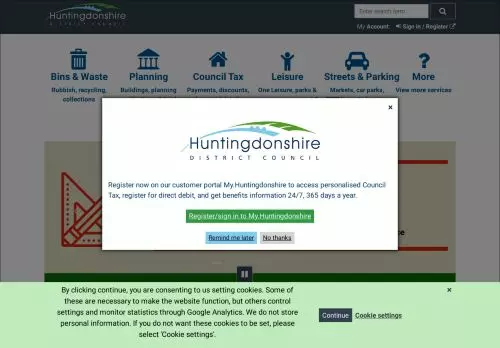 Huntingdonshire
DISTRICT COUNCIL
Enter search term
My Account: Sign in / Register
Bins & Waste
Planning
Council Tax
Leisure
Streets & Parking
More
Rubbish, recycling,
collections
Buildings, planning
Payments, discounts,
One Leisure, parks &
Markets, car parks,
View more services
×
Huntingdonshire
DISTRICT COUNCIL
Register now on our customer portal My.Huntingdonshire to access personalised Council
Tax, register for direct debit, and get benefits information 24/7, 365 days a year.
Register/sign in to My.Huntingdonshire
Remind me later
No thanks
By clicking continue, you are consenting to us setting cookies. Some of
these are necessary to make the website function, but others control
settings and monitor statistics through Google Analytics. We do not store
personal information. If you do not want these cookies to be set, please
select 'Cookie settings'.
Continue
Cookie settings
×